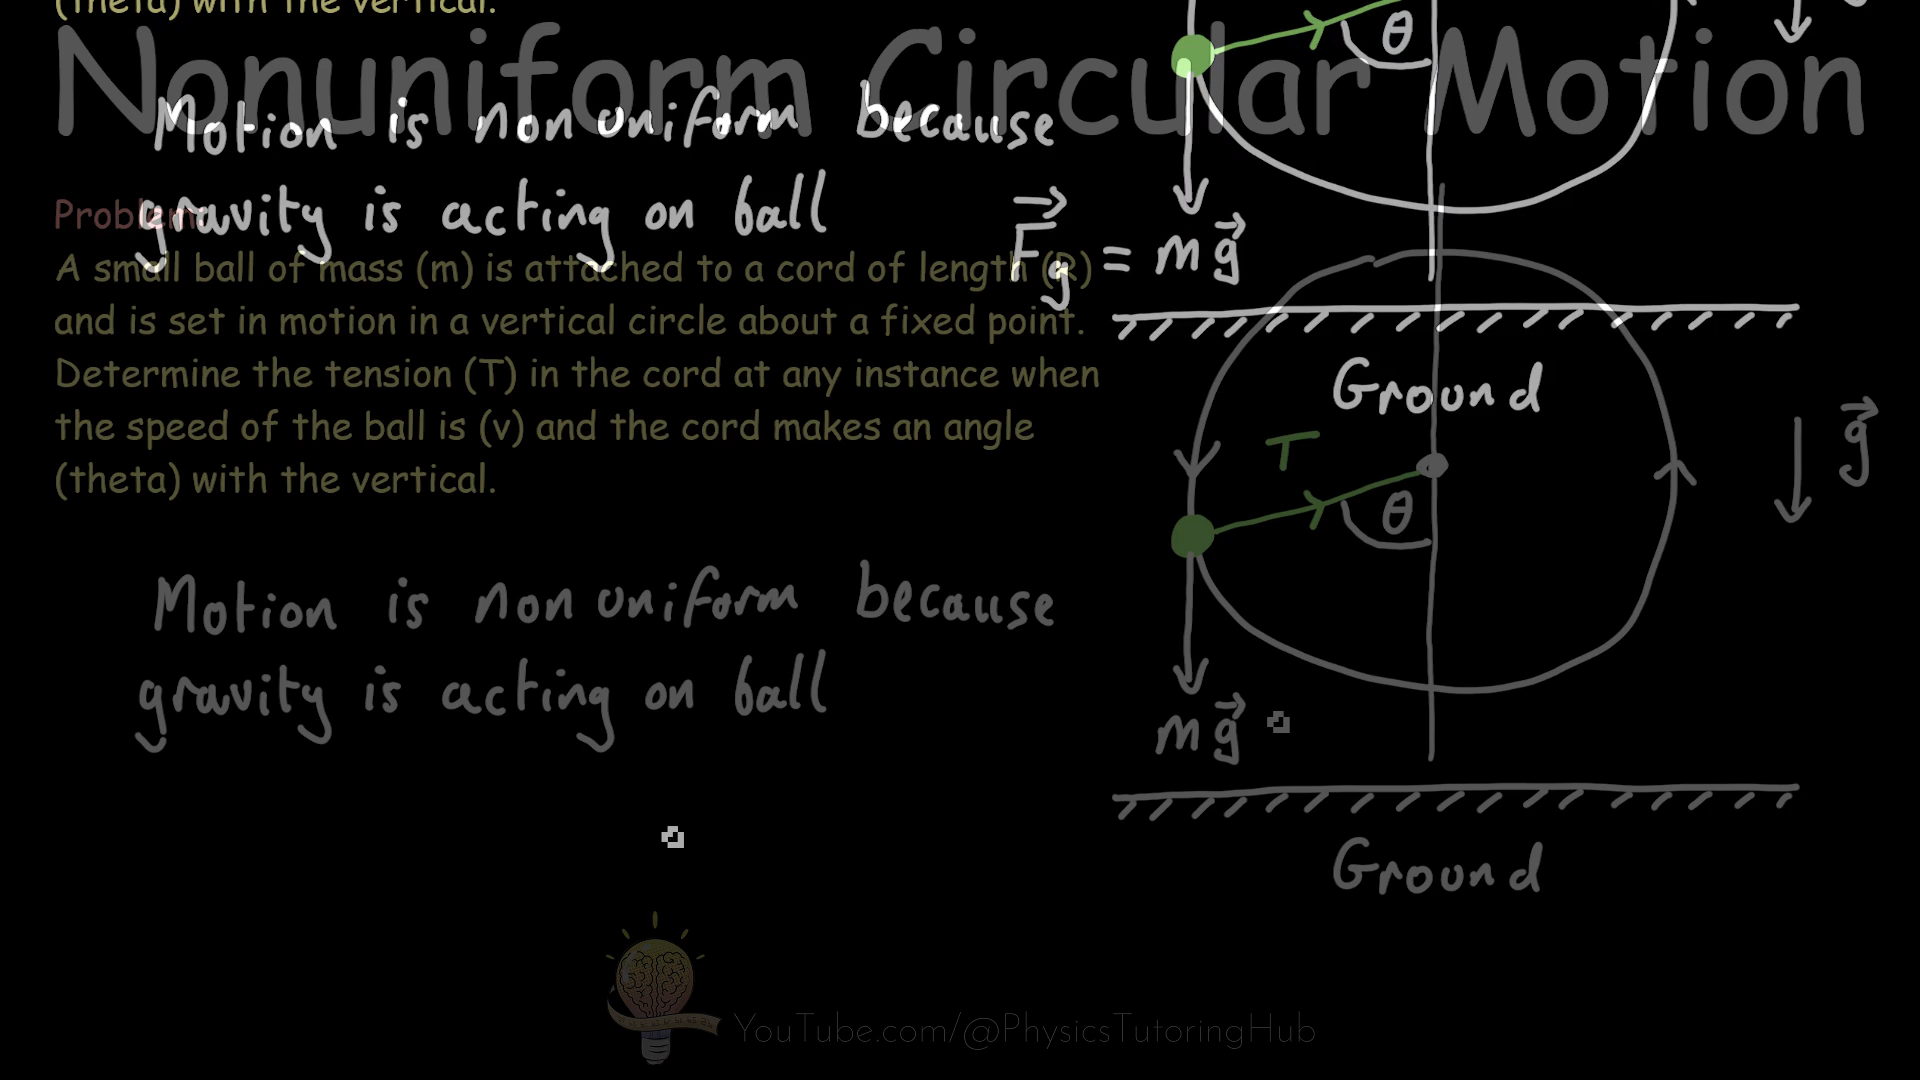 (theta) with the vertical.
Nonuniform Circular Motion
θ
Motion is nonuniform because
gravity is acting on ball
F⃗g = mg⃗
Problem:
A small ball of mass (m) is attached to a cord of length (R)
and is set in motion in a vertical circle about a fixed point.
Determine the tension (T) in the cord at any instance when
the speed of the ball is (v) and the cord makes an angle
(theta) with the vertical.
Ground
T
g⃗
θ
Motion is nonuniform because
gravity is acting on ball
mg⃗
Ground
YouTube.com/@PhysicsTutoringHub